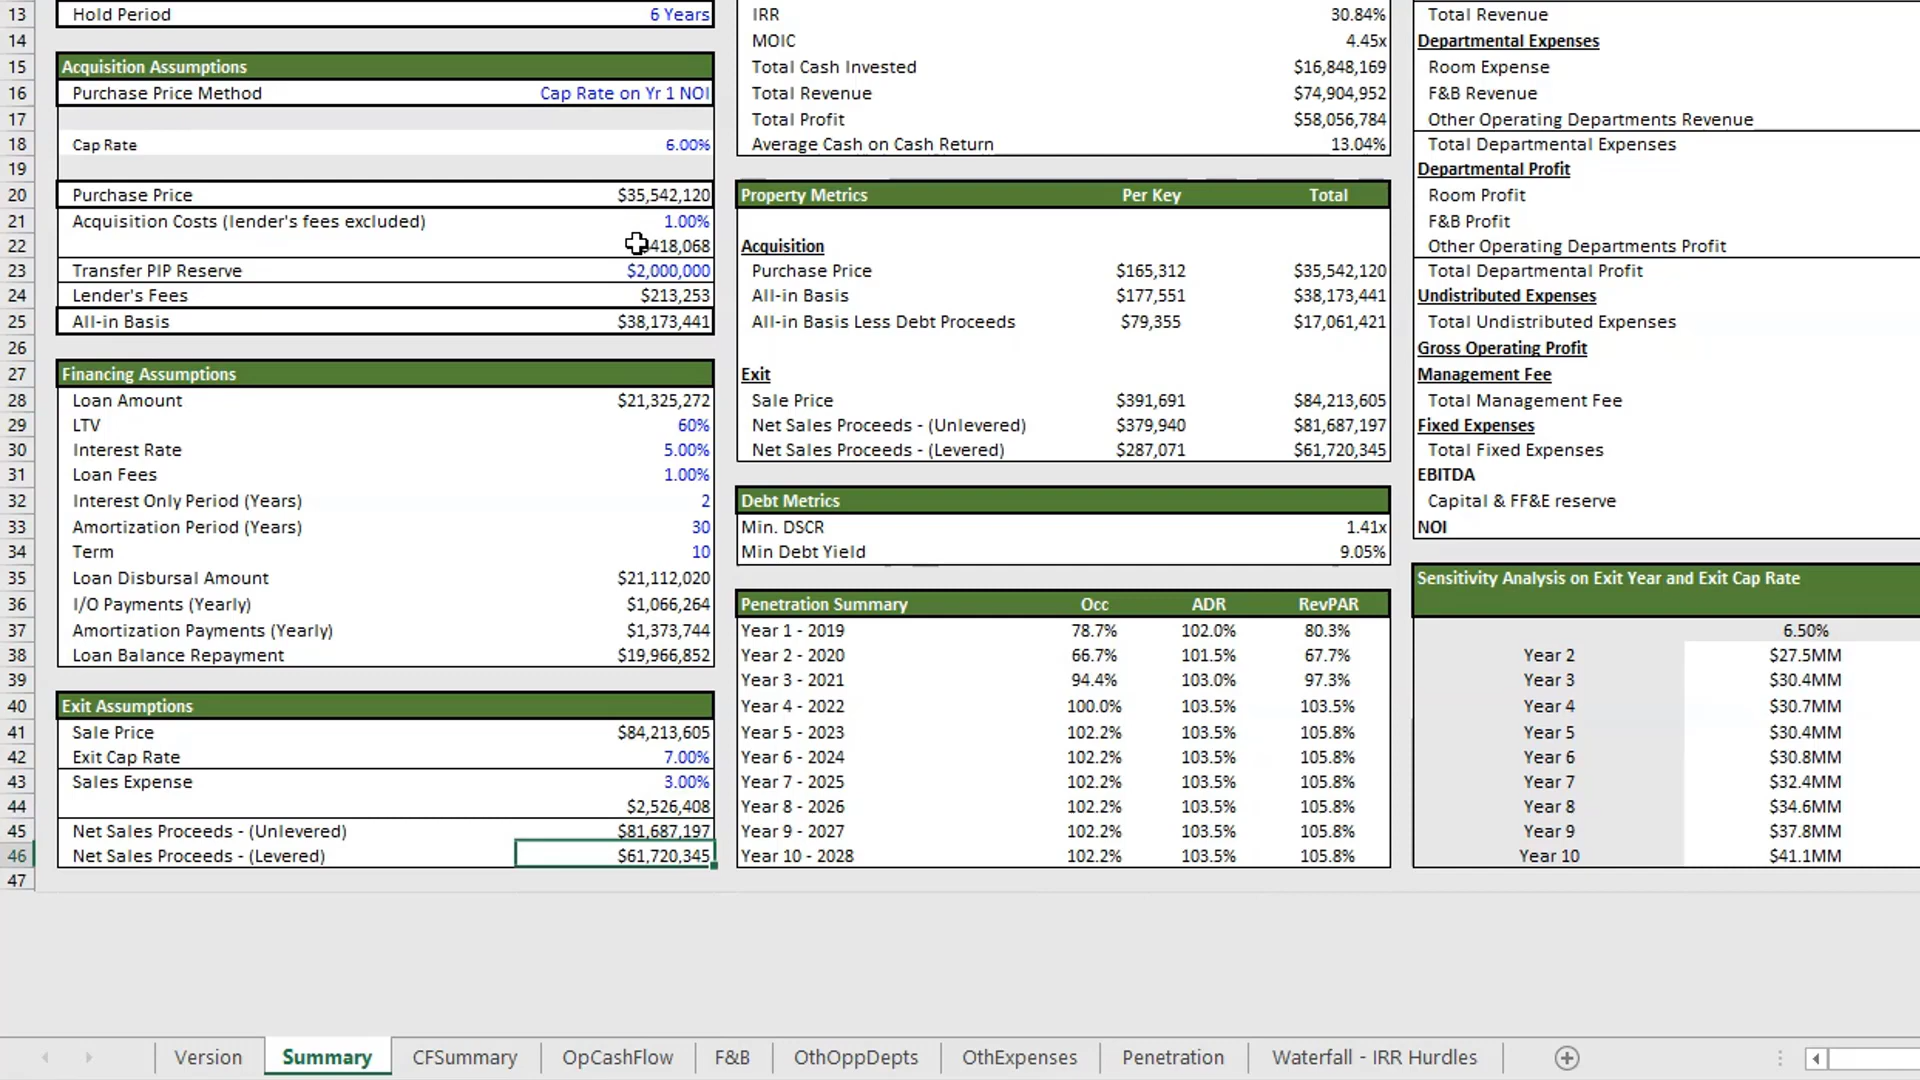 13 Hold Period 6 Years IRR 30.84% Total Revenue
14 MOIC 4.45x Departmental Expenses
15 Acquisition Assumptions Total Cash Invested $16,848,169 Room Expense
16 Purchase Price Method Cap Rate on Yr 1 NOI Total Revenue $74,904,952 F&B Revenue
17 Total Profit $58,056,784 Other Operating Departments Revenue
18 Cap Rate 6.00% Average Cash on Cash Return 13.04% Total Departmental Expenses
19 Departmental Profit
20 Purchase Price $35,542,120 Property Metrics Per Key Total Room Profit
21 Acquisition Costs (lender's fees excluded) 1.00% F&B Profit
22 418,068 Acquisition Other Operating Departments Profit
23 Transfer PIP Reserve $2,000,000 Purchase Price $165,312 $35,542,120 Total Departmental Profit
24 Lender's Fees $213,253 All-in Basis $177,551 $38,173,441 Undistributed Expenses
25 All-in Basis $38,173,441 All-in Basis Less Debt Proceeds $79,355 $17,061,421 Total Undistributed Expenses
26 Gross Operating Profit
27 Financing Assumptions Exit Management Fee
28 Loan Amount $21,325,272 Sale Price $391,691 $84,213,605 Total Management Fee
29 LTV 60% Net Sales Proceeds - (Unlevered) $379,940 $81,687,197 Fixed Expenses
30 Interest Rate 5.00% Net Sales Proceeds - (Levered) $287,071 $61,720,345 Total Fixed Expenses
31 Loan Fees 1.00% EBITDA
32 Interest Only Period (Years) 2 Debt Metrics Capital & FF&E reserve
33 Amortization Period (Years) 30 Min. DSCR 1.41x NOI
34 Term 10 Min Debt Yield 9.05%
35 Loan Disbursal Amount $21,112,020 Sensitivity Analysis on Exit Year and Exit Cap Rate
36 I/O Payments (Yearly) $1,066,264 Penetration Summary Occ ADR RevPAR
37 Amortization Payments (Yearly) $1,373,744 Year 1 - 2019 78.7% 102.0% 80.3% 6.50%
38 Loan Balance Repayment $19,966,852 Year 2 - 2020 66.7% 101.5% 67.7% Year 2 $27.5MM
39 Year 3 - 2021 94.4% 103.0% 97.3% Year 3 $30.4MM
40 Exit Assumptions Year 4 - 2022 100.0% 103.5% 103.5% Year 4 $30.7MM
41 Sale Price $84,213,605 Year 5 - 2023 102.2% 103.5% 105.8% Year 5 $30.4MM
42 Exit Cap Rate 7.00% Year 6 - 2024 102.2% 103.5% 105.8% Year 6 $30.8MM
43 Sales Expense 3.00% Year 7 - 2025 102.2% 103.5% 105.8% Year 7 $32.4MM
44 $2,526,408 Year 8 - 2026 102.2% 103.5% 105.8% Year 8 $34.6MM
45 Net Sales Proceeds - (Unlevered) $81,687,197 Year 9 - 2027 102.2% 103.5% 105.8% Year 9 $37.8MM
46 Net Sales Proceeds - (Levered) $61,720,345 Year 10 - 2028 102.2% 103.5% 105.8% Year 10 $41.1MM
47
Version Summary CFSummary OpCashFlow F&B OthOppDepts OthExpenses Penetration Waterfall - IRR Hurdles